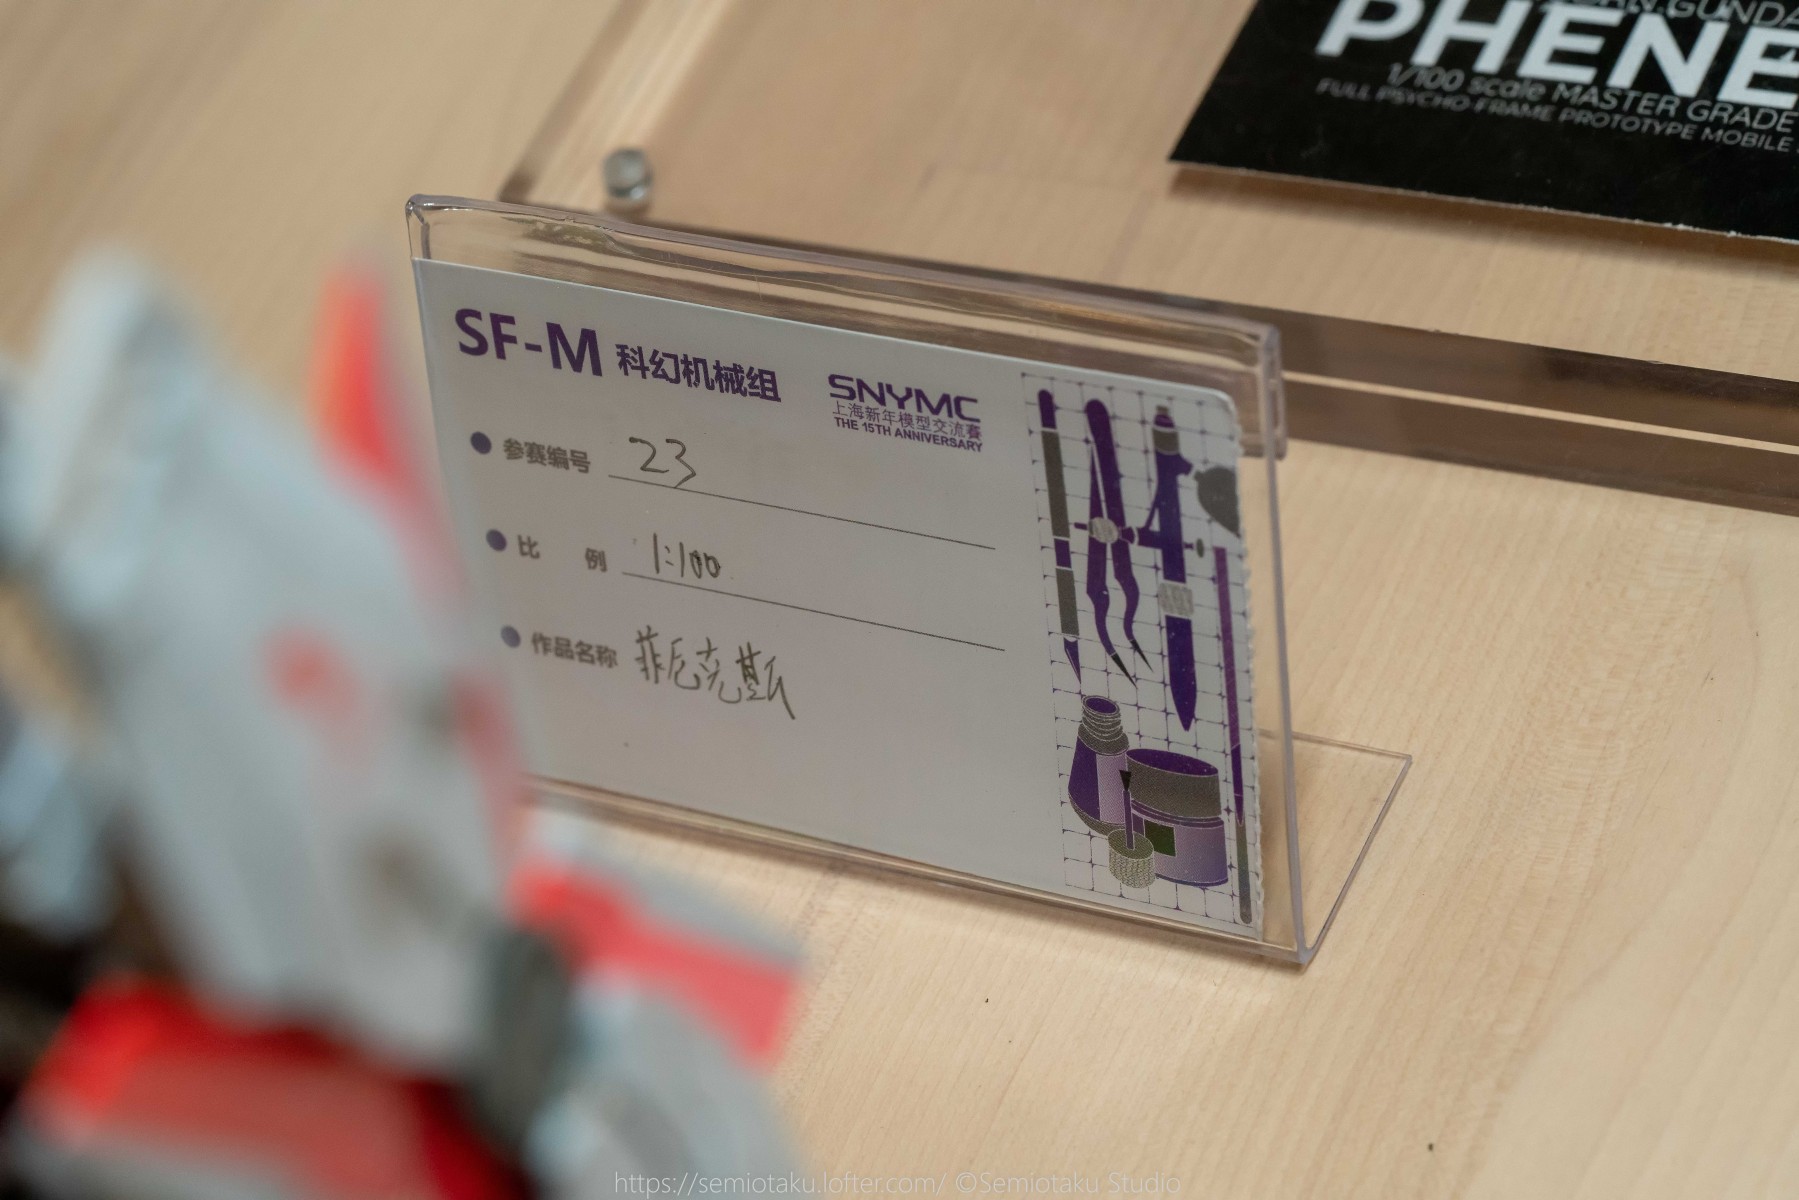 PHENE
1/100 scale MASTER GRADE
FULL PSYCHO-FRAME PROTOTYPE MOBILE
SF-M 科幻机械组
SNYMC
上海新年模型交流賽
THE 15TH ANNIVERSARY
参赛编号 23
比 例 1:100
作品名称 菲尼克斯
https://semiotaku.lofter.com/ ©Semiotaku Studio